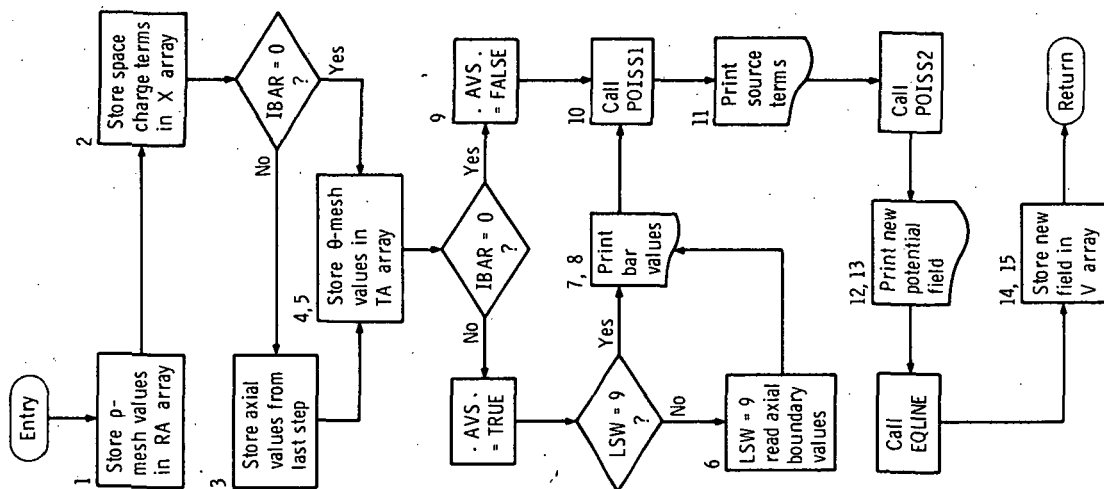 Entry
1
Store ρ-
mesh values
in RA array
2
Store space
charge terms
in X array
IBAR = 0
?
Yes
No
3
Store axial
values from
last step
4, 5
Store θ-mesh
values in
TA array
IBAR = 0
?
Yes
No
9
. AVS .
= FALSE
. AVS .
= TRUE
LSW = 9
?
Yes
No
6
LSW = 9
read axial
boundary
values
7, 8
Print
bar
values
10
Call
POISS1
11
Print
source
terms
Call
POISS2
12, 13
Print new
potential
field
Call
EQLINE
14, 15
Store new
field in
V array
Return